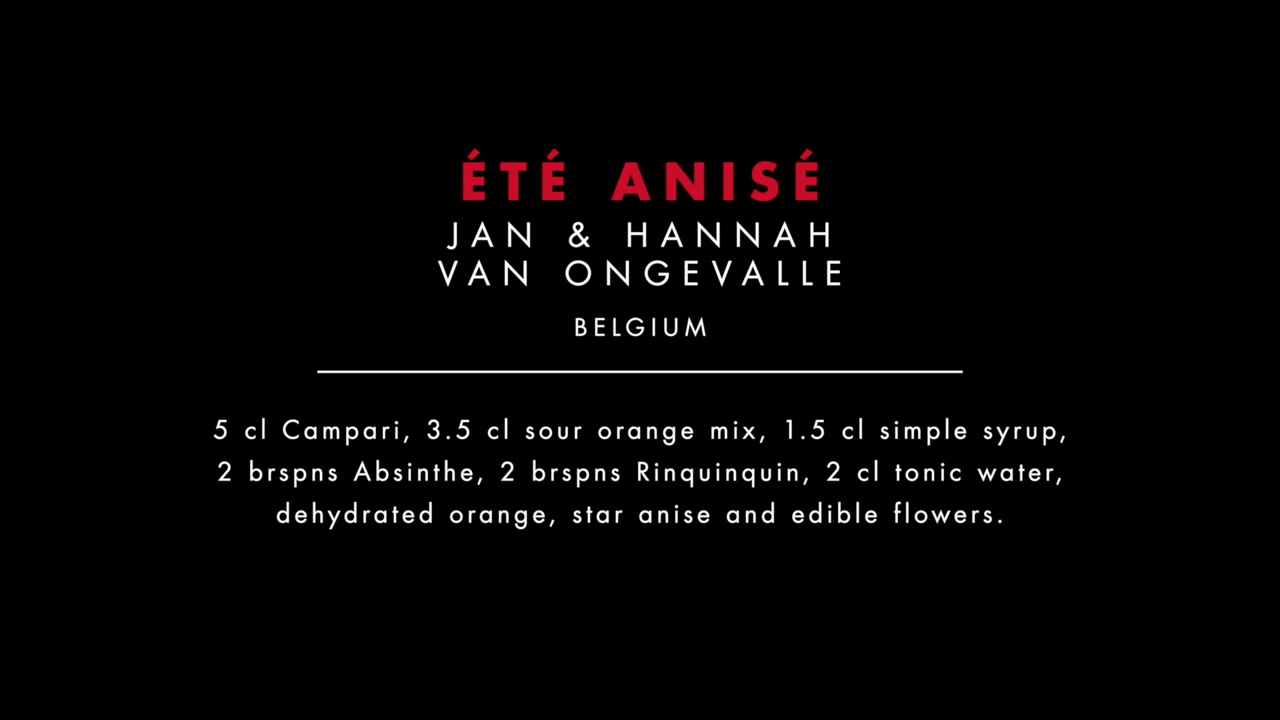 ÉTÉ ANISÉ
JAN & HANNAH
VAN ONGEVALLE
BELGIUM
5 cl Campari, 3.5 cl sour orange mix, 1.5 cl simple syrup,
2 brspns Absinthe, 2 brspns Rinquinquin, 2 cl tonic water,
dehydrated orange, star anise and edible flowers.